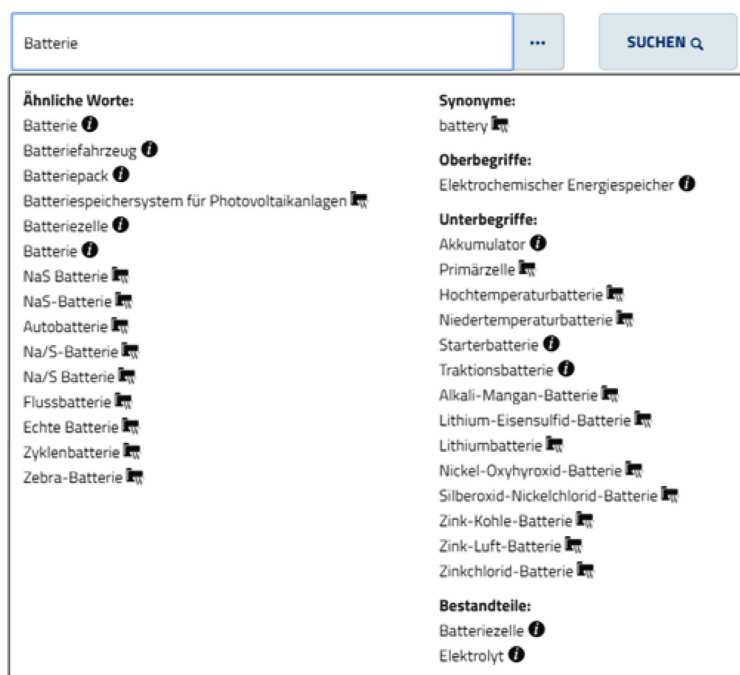 Batterie
...
SUCHEN
Ähnliche Worte:
Batterie
Batteriefahrzeug
Batteriepack
Batteriespeichersystem für Photovoltaikanlagen
Batteriezelle
Batterie
NaS Batterie
NaS-Batterie
Autobatterie
Na/S-Batterie
Na/S Batterie
Flussbatterie
Echte Batterie
Zyklenbatterie
Zebra-Batterie
Synonyme:
battery
Oberbegriffe:
Elektrochemischer Energiespeicher
Unterbegriffe:
Akkumulator
Primärzelle
Hochtemperaturbatterie
Niedertemperaturbatterie
Starterbatterie
Traktionsbatterie
Alkali-Mangan-Batterie
Lithium-Eisensulfid-Batterie
Lithiumbatterie
Nickel-Oxyhyroxid-Batterie
Silberoxid-Nickelchlorid-Batterie
Zink-Kohle-Batterie
Zink-Luft-Batterie
Zinkchlorid-Batterie
Bestandteile:
Batteriezelle
Elektrolyt